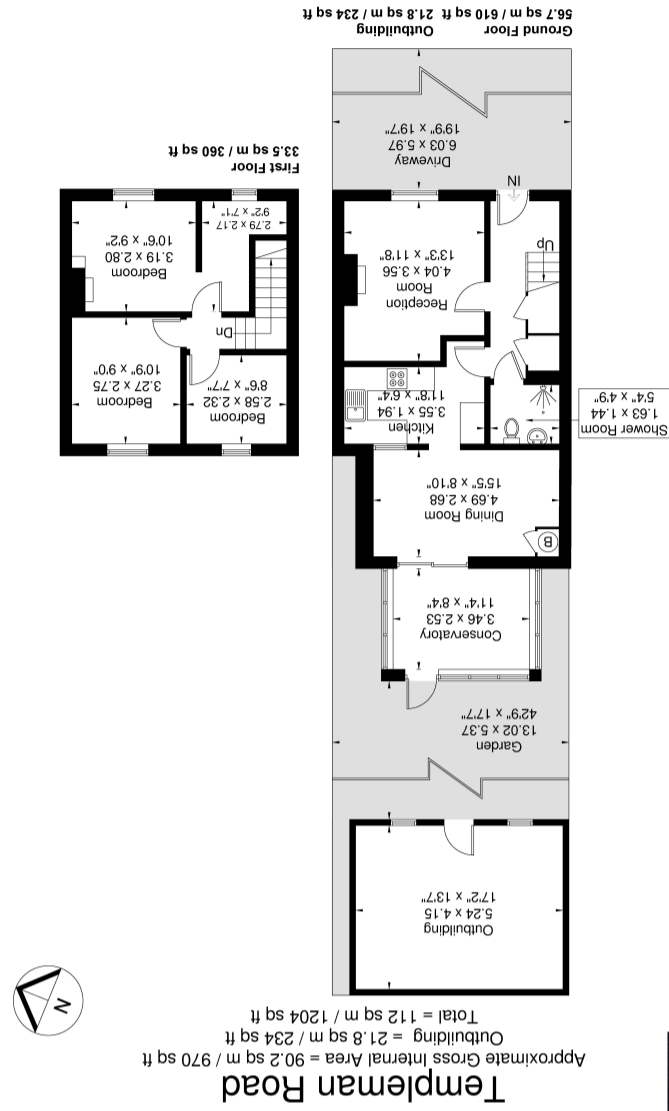 Templeman Road
Approximate Gross Internal Area = 90.2 sq m / 970 sq ft
Outbuilding = 21.8 sq m / 234 sq ft
Total = 112 sq m / 1204 sq ft
N
Outbuilding
5.24 x 4.15
17'2" x 13'7"
Garden
13.02 x 5.37
42'9" x 17'7"
Conservatory
3.46 x 2.53
11'4" x 8'4"
B
Dining Room
4.69 x 2.68
15'5" x 8'10"
Shower Room
1.63 x 1.44
5'4" x 4'9"
Kitchen
3.55 x 1.94
11'8" x 6'4"
Reception
Room
4.04 x 3.56
13'3" x 11'8"
Up
IN
Driveway
6.03 x 5.97
19'9" x 19'7"
Ground Floor
56.7 sq m / 610 sq ft
Outbuilding
21.8 sq m / 234 sq ft
Bedroom
2.58 x 2.32
8'6" x 7'7"
Bedroom
3.27 x 2.75
10'9" x 9'0"
Dn
Bedroom
3.19 x 2.80
10'6" x 9'2"
2.79 x 2.17
9'2" x 7'1"
First Floor
33.5 sq m / 360 sq ft